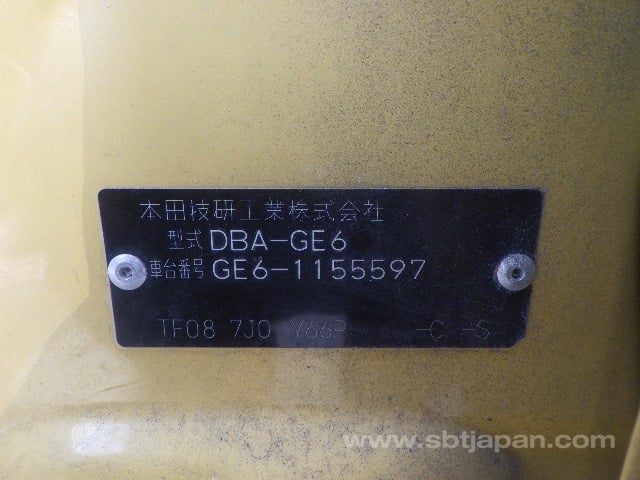 本田技研工業株式会社
型式 DBA-GE6
車台番号 GE6-1155597
TF08 7J0 Y66P -C -S
www.sbtjapan.com